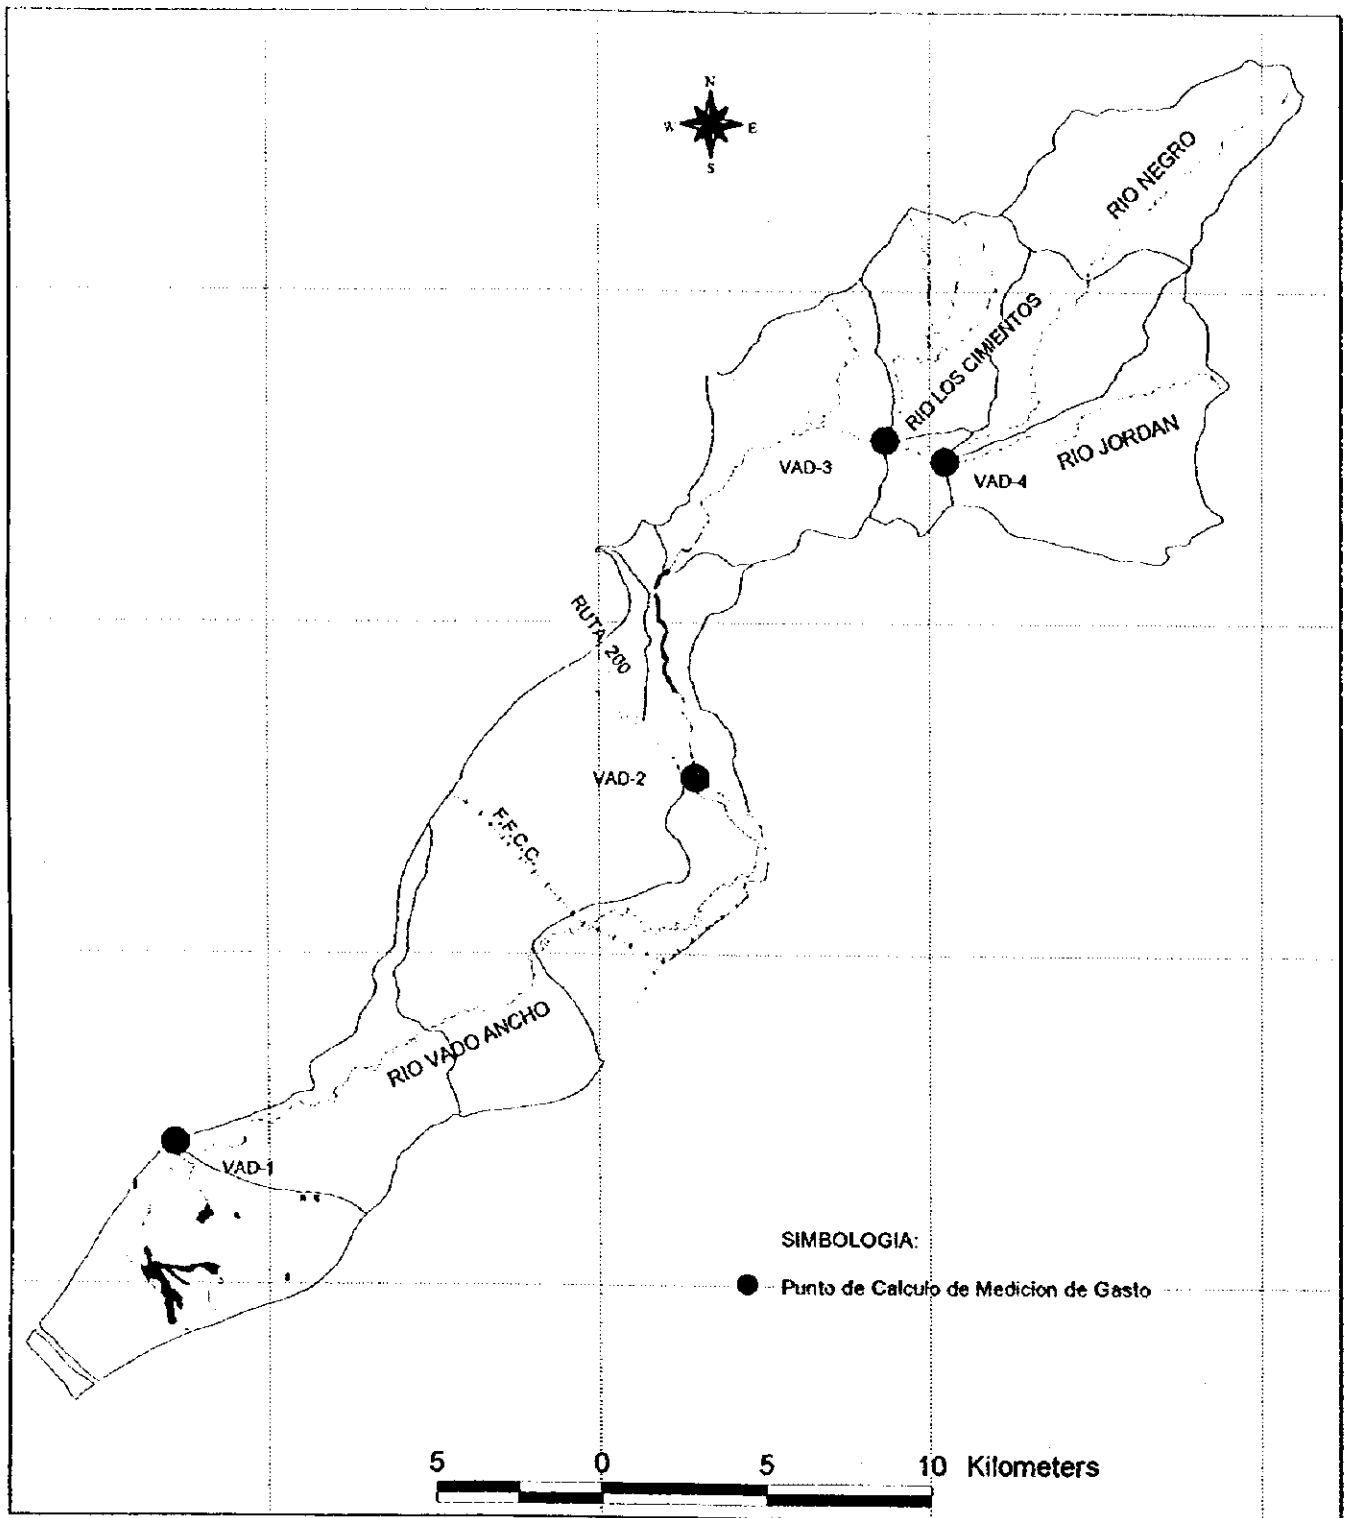 N
W E
S
RIO NEGRO
RIO LOS CIMIENTOS
RIO JORDAN
VAD-3
VAD-4
RUTA 200
VAD-2
F.F.C.C.
RIO VADO ANCHO
VAD-1
SIMBOLOGIA:
Punto de Calculo de Medicion de Gasto
5 0 5 10 Kilometers